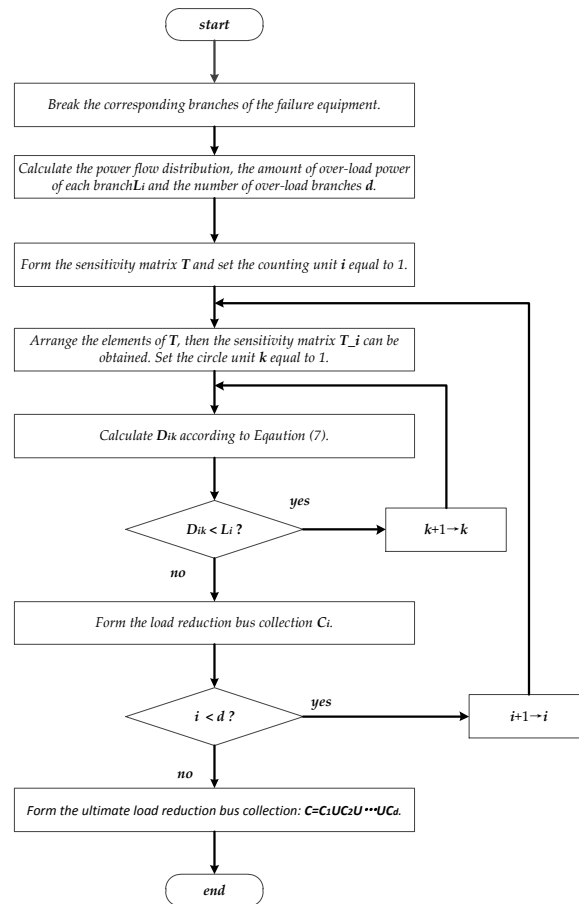 start
Break the corresponding branches of the failure equipment.
Calculate the power flow distribution, the amount of over-load power
of each branchLi and the number of over-load branches d.
Form the sensitivity matrix T and set the counting unit i equal to 1.
Arrange the elements of T, then the sensitivity matrix T_i can be
obtained. Set the circle unit k equal to 1.
Calculate Dik according to Eqaution (7).
yes
Dik < Li ?
k+1→k
no
Form the load reduction bus collection Ci.
yes
i < d ?
i+1→i
no
Form the ultimate load reduction bus collection: C=C1UC2U···UCd.
end